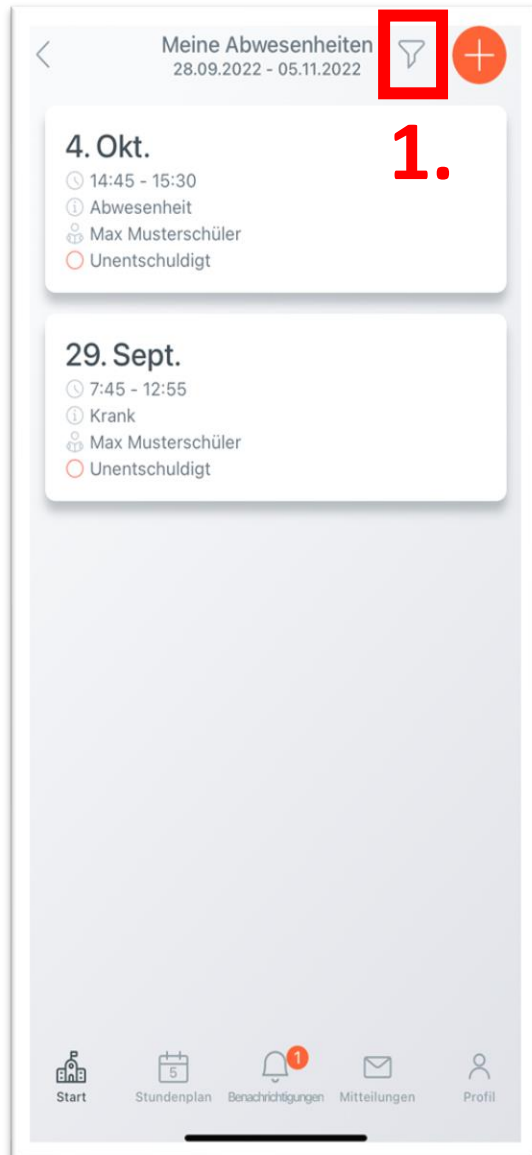 Meine Abwesenheiten
28.09.2022 - 05.11.2022
1.
4. Okt.
14:45 - 15:30
Abwesenheit
Max Musterschüler
Unentschuldigt
29. Sept.
7:45 - 12:55
Krank
Max Musterschüler
Unentschuldigt
5
1
Start Stundenplan Benachrichtigungen Mitteilungen Profil